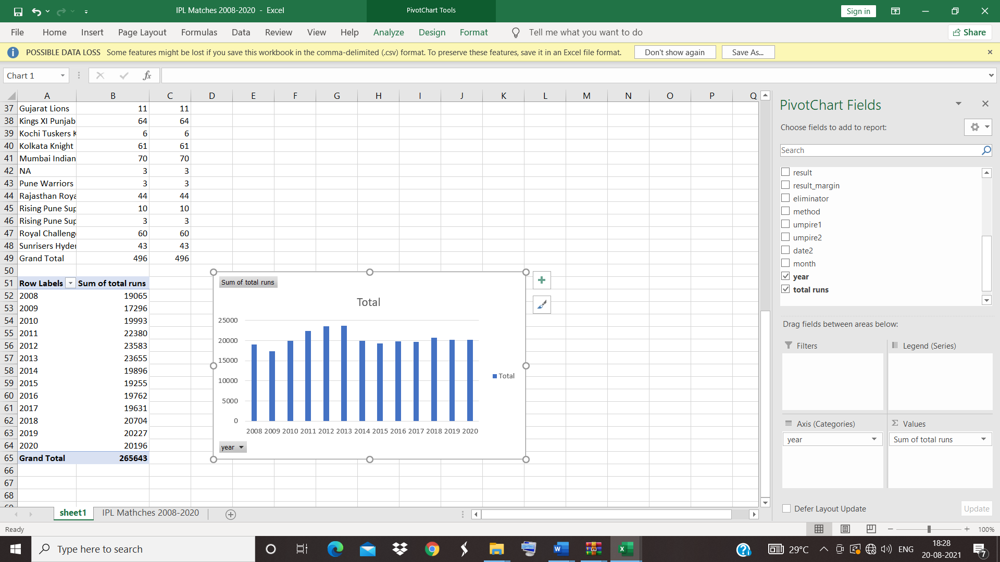 IPL Matches 2008-2020 - Excel
PivotChart Tools
Sign in
File Home Insert Page Layout Formulas Data Review View Help Analyze Design Format Tell me what you want to do Share
POSSIBLE DATA LOSS Some features might be lost if you save this workbook in the comma-delimited (.csv) format. To preserve these features, save it in an Excel file format. Don't show again Save As...
Chart 1 fx
A B C D E F G H I J K L M N O P Q
37 Gujarat Lions 11 11
38 Kings XI Punjab 64 64
39 Kochi Tuskers K 6 6
40 Kolkata Knight 61 61
41 Mumbai Indian 70 70
42 NA 3 3
43 Pune Warriors 3 3
44 Rajasthan Roya 44 44
45 Rising Pune Sup 10 10
46 Rising Pune Sup 3 3
47 Royal Challeng 60 60
48 Sunrisers Hyder 43 43
49 Grand Total 496 496
50
51 Row Labels Sum of total runs
52 2008 19065
53 2009 17296
54 2010 19993
55 2011 22380
56 2012 23583
57 2013 23655
58 2014 19896
59 2015 19255
60 2016 19762
61 2017 19631
62 2018 20704
63 2019 20227
64 2020 20196
65 Grand Total 265643
66
67
68
Sum of total runs
Total
25000
20000
15000
10000
5000
0
2008 2009 2010 2011 2012 2013 2014 2015 2016 2017 2018 2019 2020
Total
year
PivotChart Fields
Choose fields to add to report:
Search
result
result_margin
eliminator
method
umpire1
umpire2
date2
month
year
total runs
Drag fields between areas below:
Filters
Legend (Series)
Axis (Categories)
Σ Values
year
Sum of total runs
Defer Layout Update
Update
sheet1 IPL Mathches 2008-2020
Ready
100%
Type here to search
29°C
ENG
18:28
20-08-2021
7